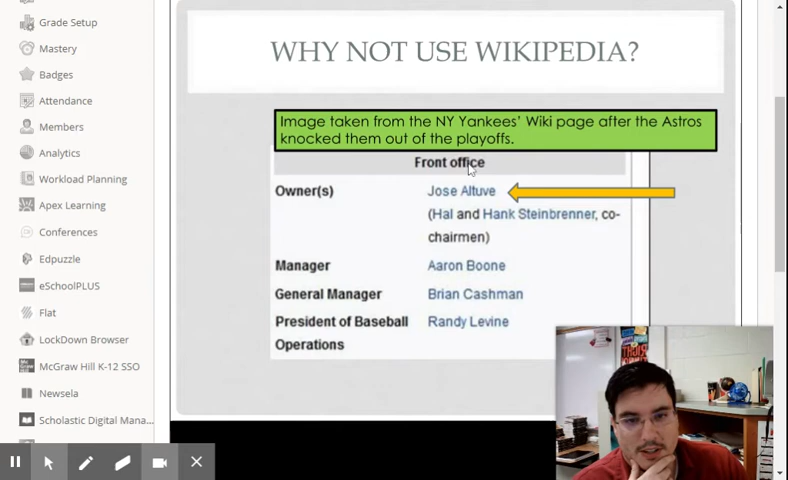 Grade Setup
Mastery
Badges
Attendance
Members
Analytics
Workload Planning
Apex Learning
Conferences
Edpuzzle
eSchoolPLUS
Flat
LockDown Browser
McGraw Hill K-12 SSO
Newsela
Scholastic Digital Mana...
WHY NOT USE WIKIPEDIA?
Image taken from the NY Yankees' Wiki page after the Astros
knocked them out of the playoffs.
Front office
Owner(s) Jose Altuve
(Hal and Hank Steinbrenner, co-
chairmen)
Manager Aaron Boone
General Manager Brian Cashman
President of Baseball Randy Levine
Operations